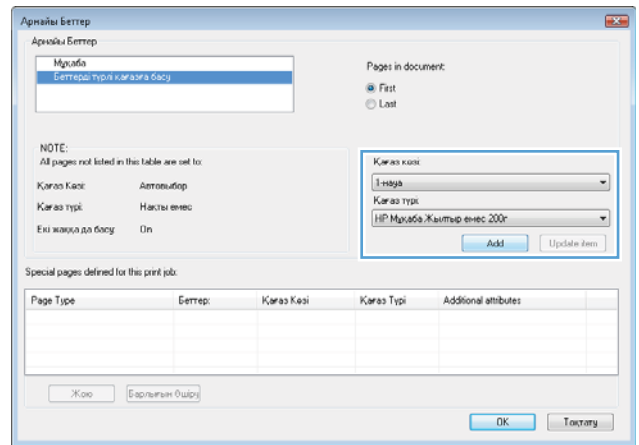 Арнайы Беттер
Арнайы Беттер
Мұқаба
Беттерді түрлі қағазға басу
Pages in document:
First
Last
NOTE:
All pages not listed in this table are set to:
Қағаз Көзі: Автовыбор
Қағаз түрі: Нақты емес
Екі жаққа да басу: On
Қағаз көзі:
1-науа
Қағаз түрі:
HP Мұқаба Жылтыр емес 200г
Add Update item
Special pages defined for this print job:
Page Type Беттер: Қағаз Көзі Қағаз Түрі Additional attributes
Жою Барлығын Өшіру
OK Тоқтату